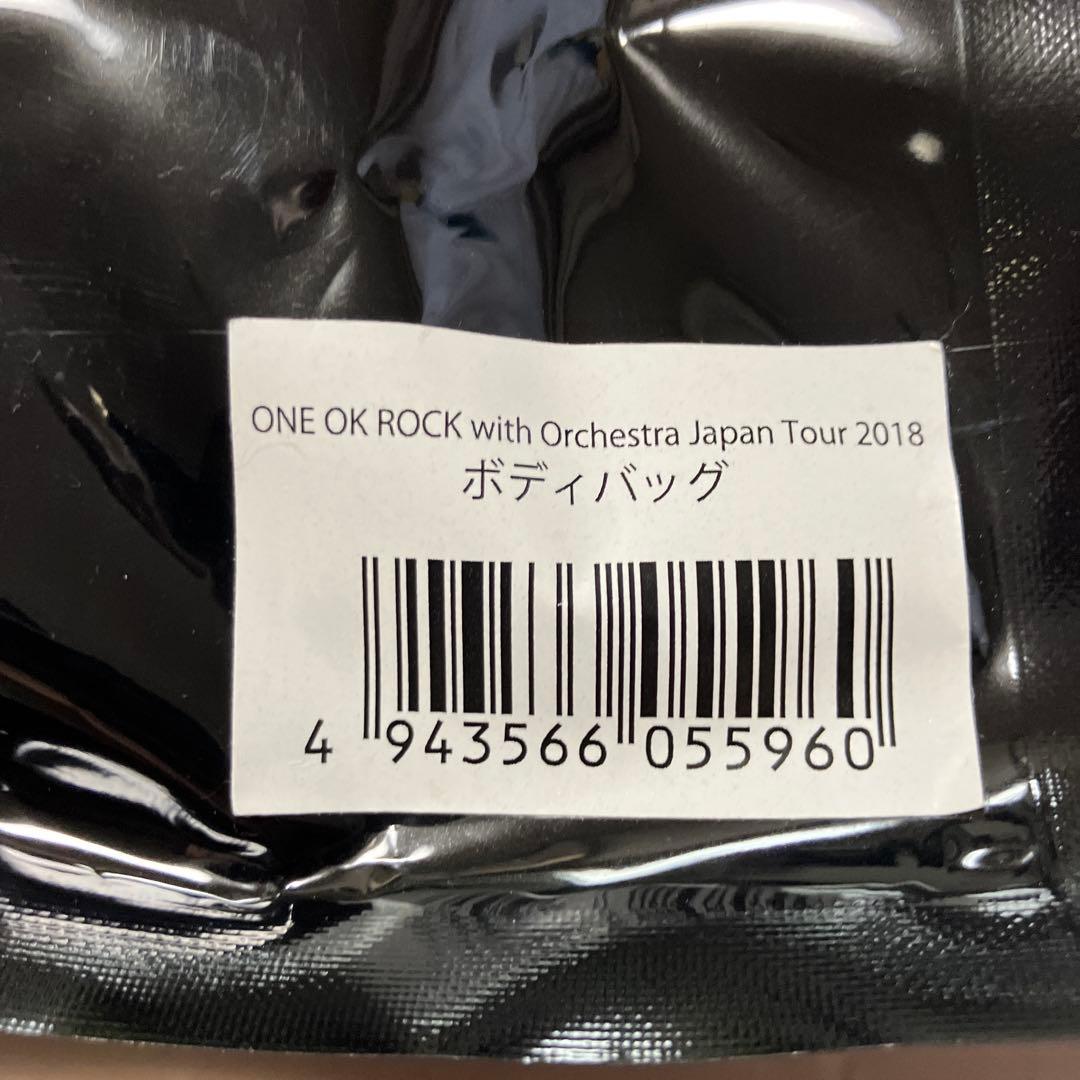 ONE OK ROCK with Orchestra Japan Tour 2018
ボディバッグ
4 943566 055960